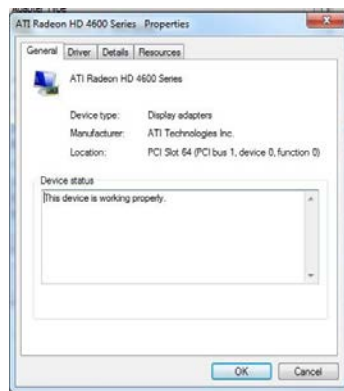 Adapter Type
ATI Radeon HD 4600 Series Properties
General Driver Details Resources
ATI Radeon HD 4600 Series
Device type: Display adapters
Manufacturer: ATI Technologies Inc.
Location: PCI Slot 64 (PCI bus 1, device 0, function 0)
Device status
This device is working properly.
OK Cancel